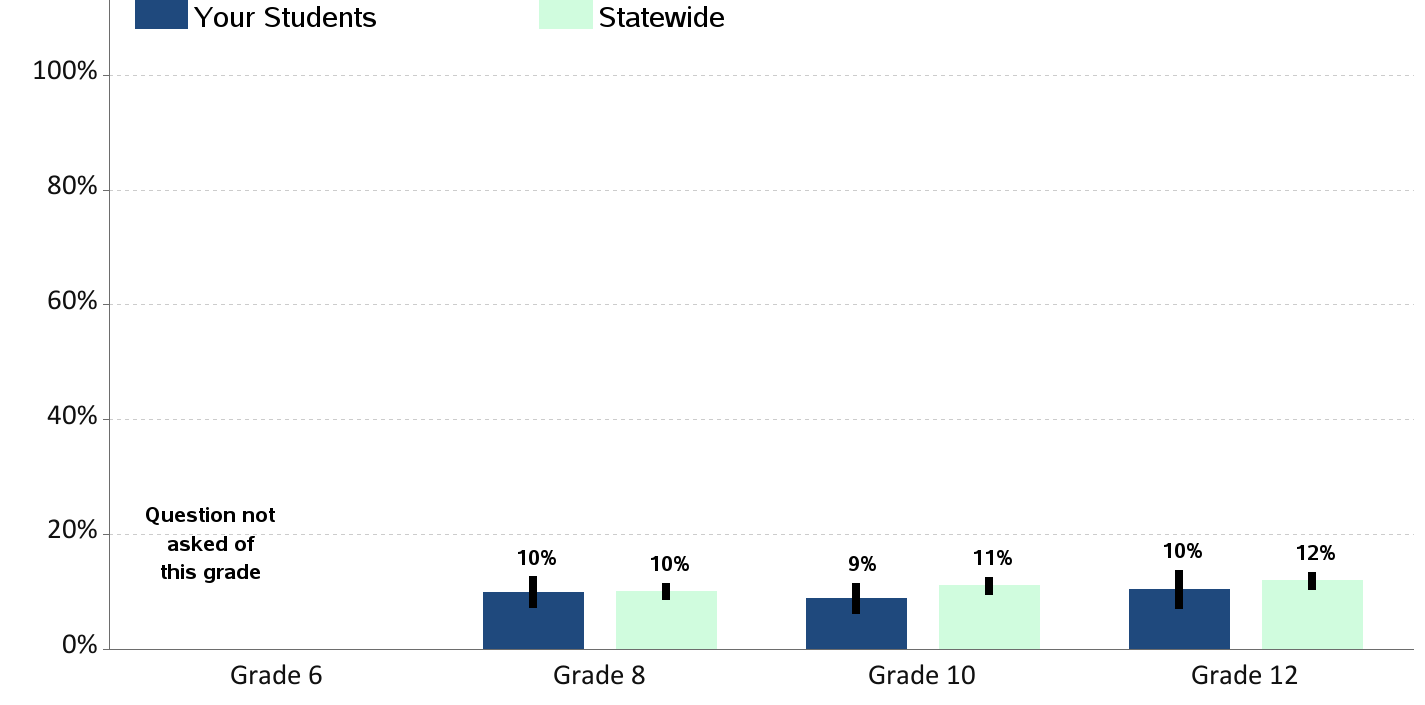 Your Students
Statewide
100%
80%
60%
40%
20%
0%
Question not
asked of
this grade
10%
10%
9%
11%
10%
12%
Grade 6
Grade 8
Grade 10
Grade 12